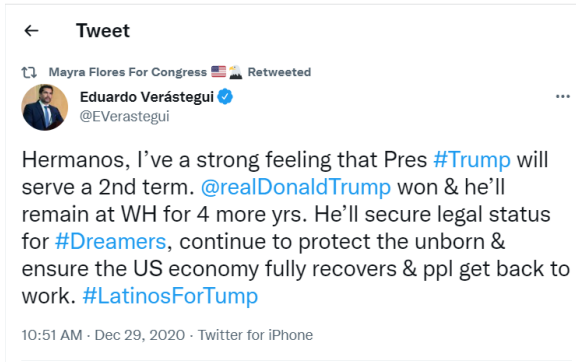 Tweet
Mayra Flores For Congress 🇺🇸🦅 Retweeted
Eduardo Verástegui
@EVerastegui
Hermanos, I’ve a strong feeling that Pres #Trump will
serve a 2nd term. @realDonaldTrump won & he’ll
remain at WH for 4 more yrs. He’ll secure legal status
for #Dreamers, continue to protect the unborn &
ensure the US economy fully recovers & ppl get back to
work. #LatinosForTump
10:51 AM · Dec 29, 2020 · Twitter for iPhone